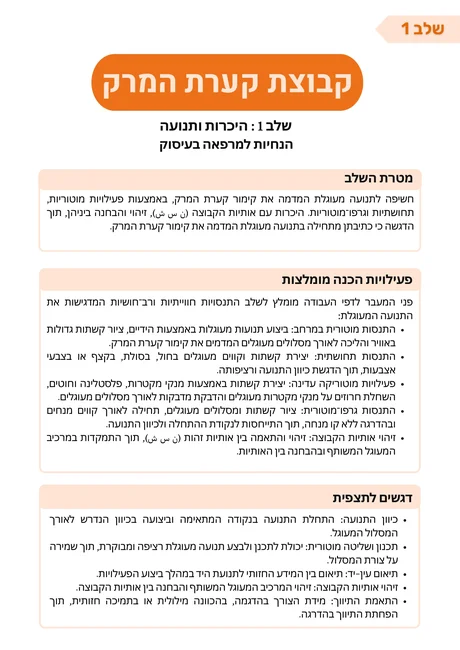 שלב 1
קבוצת קערת המרק
שלב 1 : היכרות ותנועה
הנחיות למרפאה בעיסוק
מטרת השלב
חשיפה לתנועה מעוגלת המדמה את קימור קערת המרק, באמצעות פעילויות מוטוריות,
תחושתיות וגרפו־מוטוריות. היכרות עם אותיות הקבוצה (ن س ش), זיהוי והבחנה ביניהן, תוך
הדגשה כי כתיבתן מתחילה בתנועה מעוגלת המדמה את קימור קערת המרק.
פעילויות הכנה מומלצות
פני המעבר לדפי העבודה מומלץ לשלב התנסויות חווייתיות ורב־חושיות המדגישות את
התנועה המעוגלת:
• התנסות מוטורית במרחב: ביצוע תנועות מעוגלות באמצעות הידיים, ציור קשתות גדולות
באוויר והליכה לאורך מסלולים מעוגלים המדמים את קימור קערת המרק.
• התנסות תחושתית: יצירת קשתות וקווים מעוגלים בחול, בסולת, בקצף או בצבעי
אצבעות, תוך הדגשת כיוון התנועה ורציפותה.
• פעילויות מוטוריקה עדינה: יצירת קשתות באמצעות מנקי מקטרות, פלסטלינה וחוטים,
השחלת חרוזים על מנקי מקטרות מעוגלים והדבקת מדבקות לאורך מסלולים מעוגלים.
• התנסות גרפו־מוטורית: ציור קשתות ומסלולים מעוגלים, תחילה לאורך קווים מנחים
ובהדרגה ללא קו מנחה, תוך התייחסות לנקודת ההתחלה ולכיוון התנועה.
• זיהוי אותיות הקבוצה: זיהוי והתאמה בין אותיות זהות (ن س ش), תוך התמקדות במרכיב
המעוגל המשותף ובהבחנה בין האותיות.
דגשים לתצפית
• כיוון התנועה: התחלת התנועה בנקודה המתאימה וביצועה בכיוון הנדרש לאורך
המסלול המעוגל.
• תכנון ושליטה מוטורית: יכולת לתכנן ולבצע תנועה מעוגלת רציפה ומבוקרת, תוך שמירה
על צורת המסלול.
• תיאום עין־יד: תיאום בין המידע החזותי לתנועת היד במהלך ביצוע הפעילויות.
• זיהוי אותיות הקבוצה: זיהוי המרכיב המעוגל המשותף והבחנה בין אותיות הקבוצה.
• התאמת התיווך: מידת הצורך בהדגמה, בהכוונה מילולית או בתמיכה חזותית, תוך
הפחתת התיווך בהדרגה.